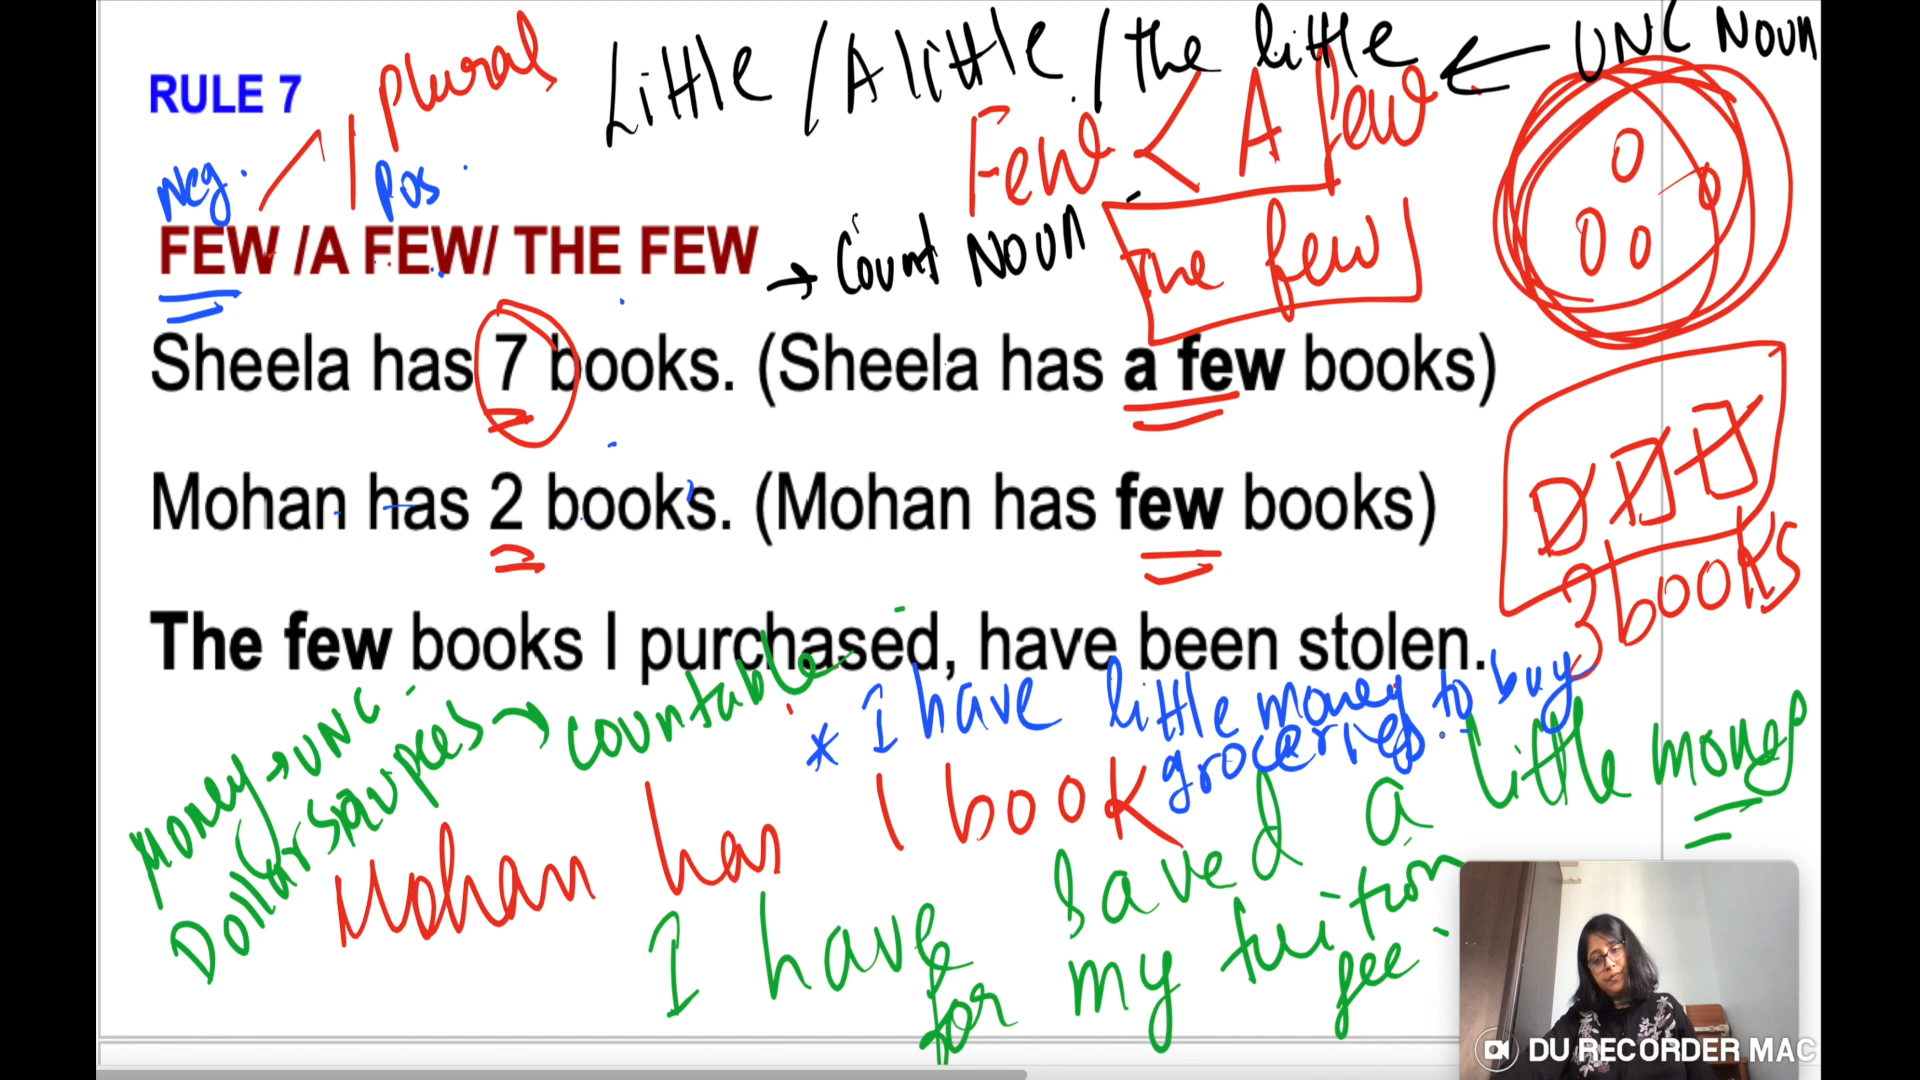 Little / A little / the little ← UNC Noun
RULE 7
plural
Few < A few
The few
Neg.
Pos
FEW /A FEW/ THE FEW
→ Count Noun
Sheela has 7 books. (Sheela has a few books)
Mohan has 2 books. (Mohan has few books)
3 books
The few books I purchased, have been stolen.
* I have little money to buy
groceries.
Money → UNC
Dollars rupees → countable
Mohan has 1 book
I have saved a little money
for my tuition
fee
DU RECORDER MAC